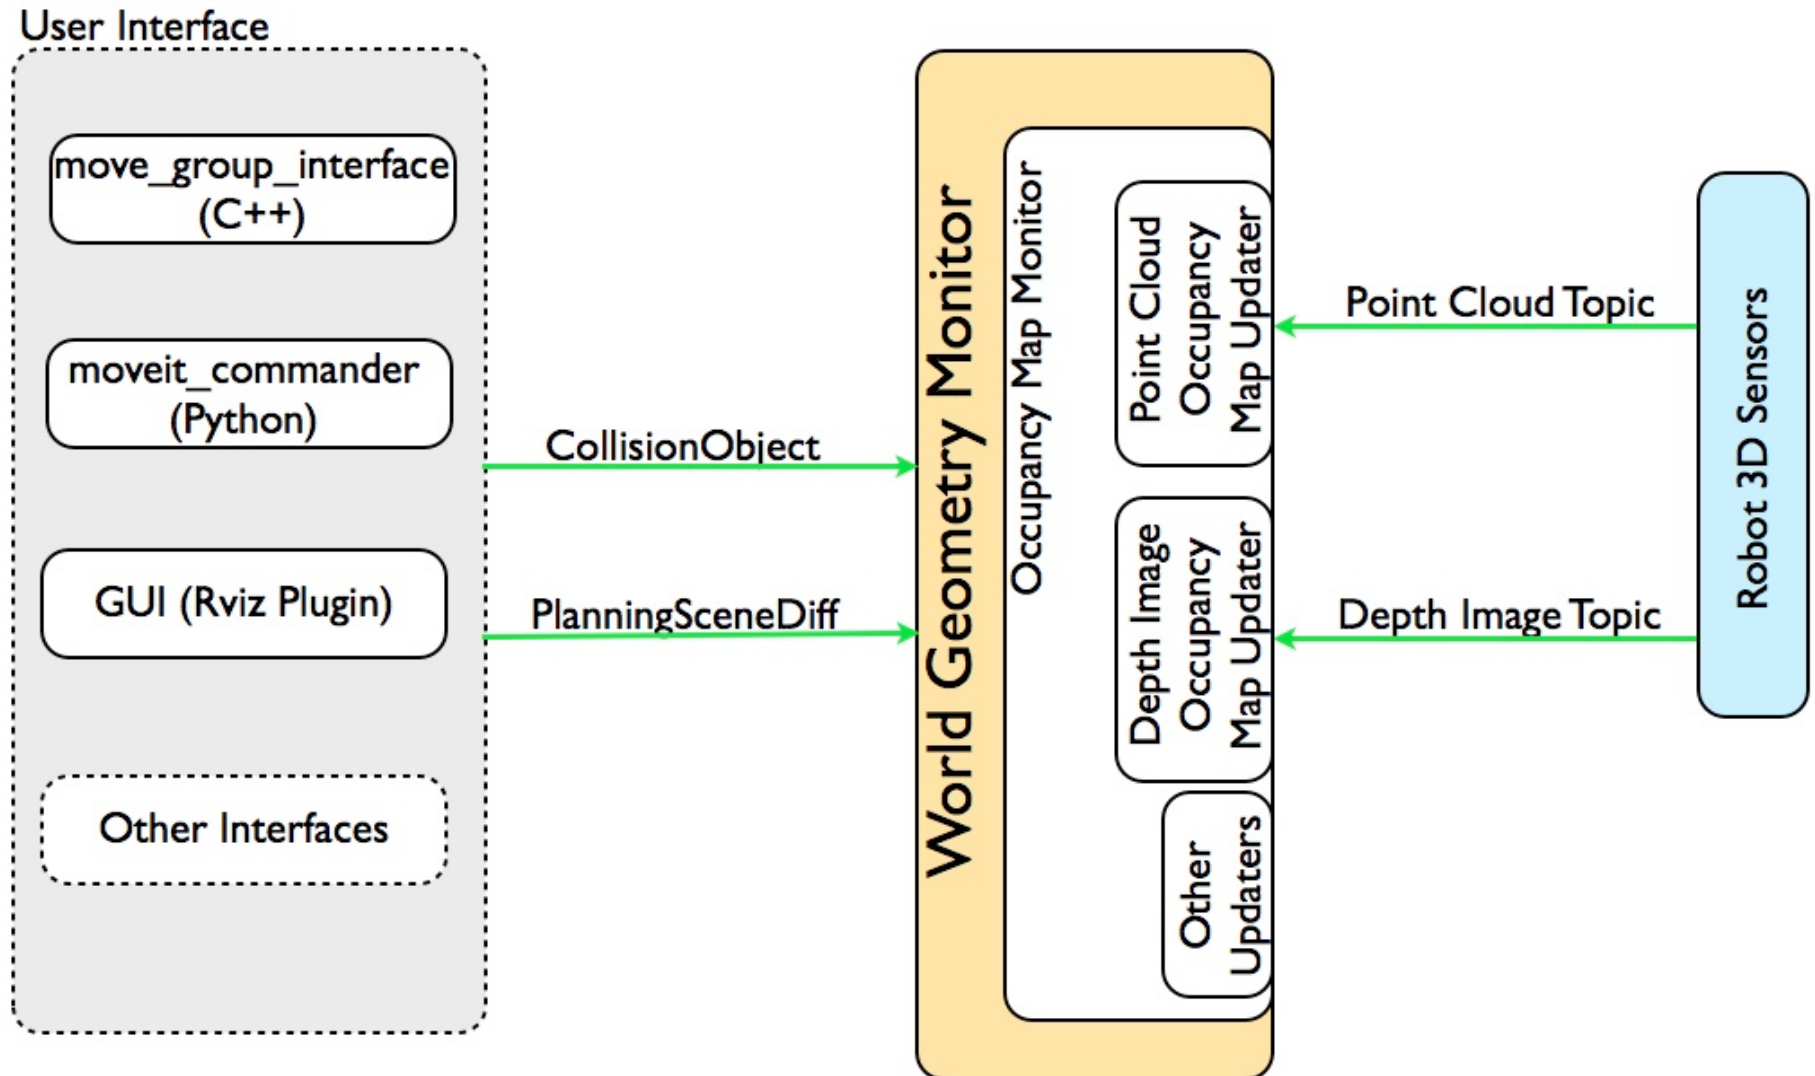 User Interface
move_group_interface
(C++)
moveit_commander
(Python)
GUI (Rviz Plugin)
Other Interfaces
CollisionObject
PlanningSceneDiff
World Geometry Monitor
Occupancy Map Monitor
Point Cloud
Occupancy
Map Updater
Depth Image
Occupancy
Map Updater
Other
Updaters
Point Cloud Topic
Depth Image Topic
Robot 3D Sensors